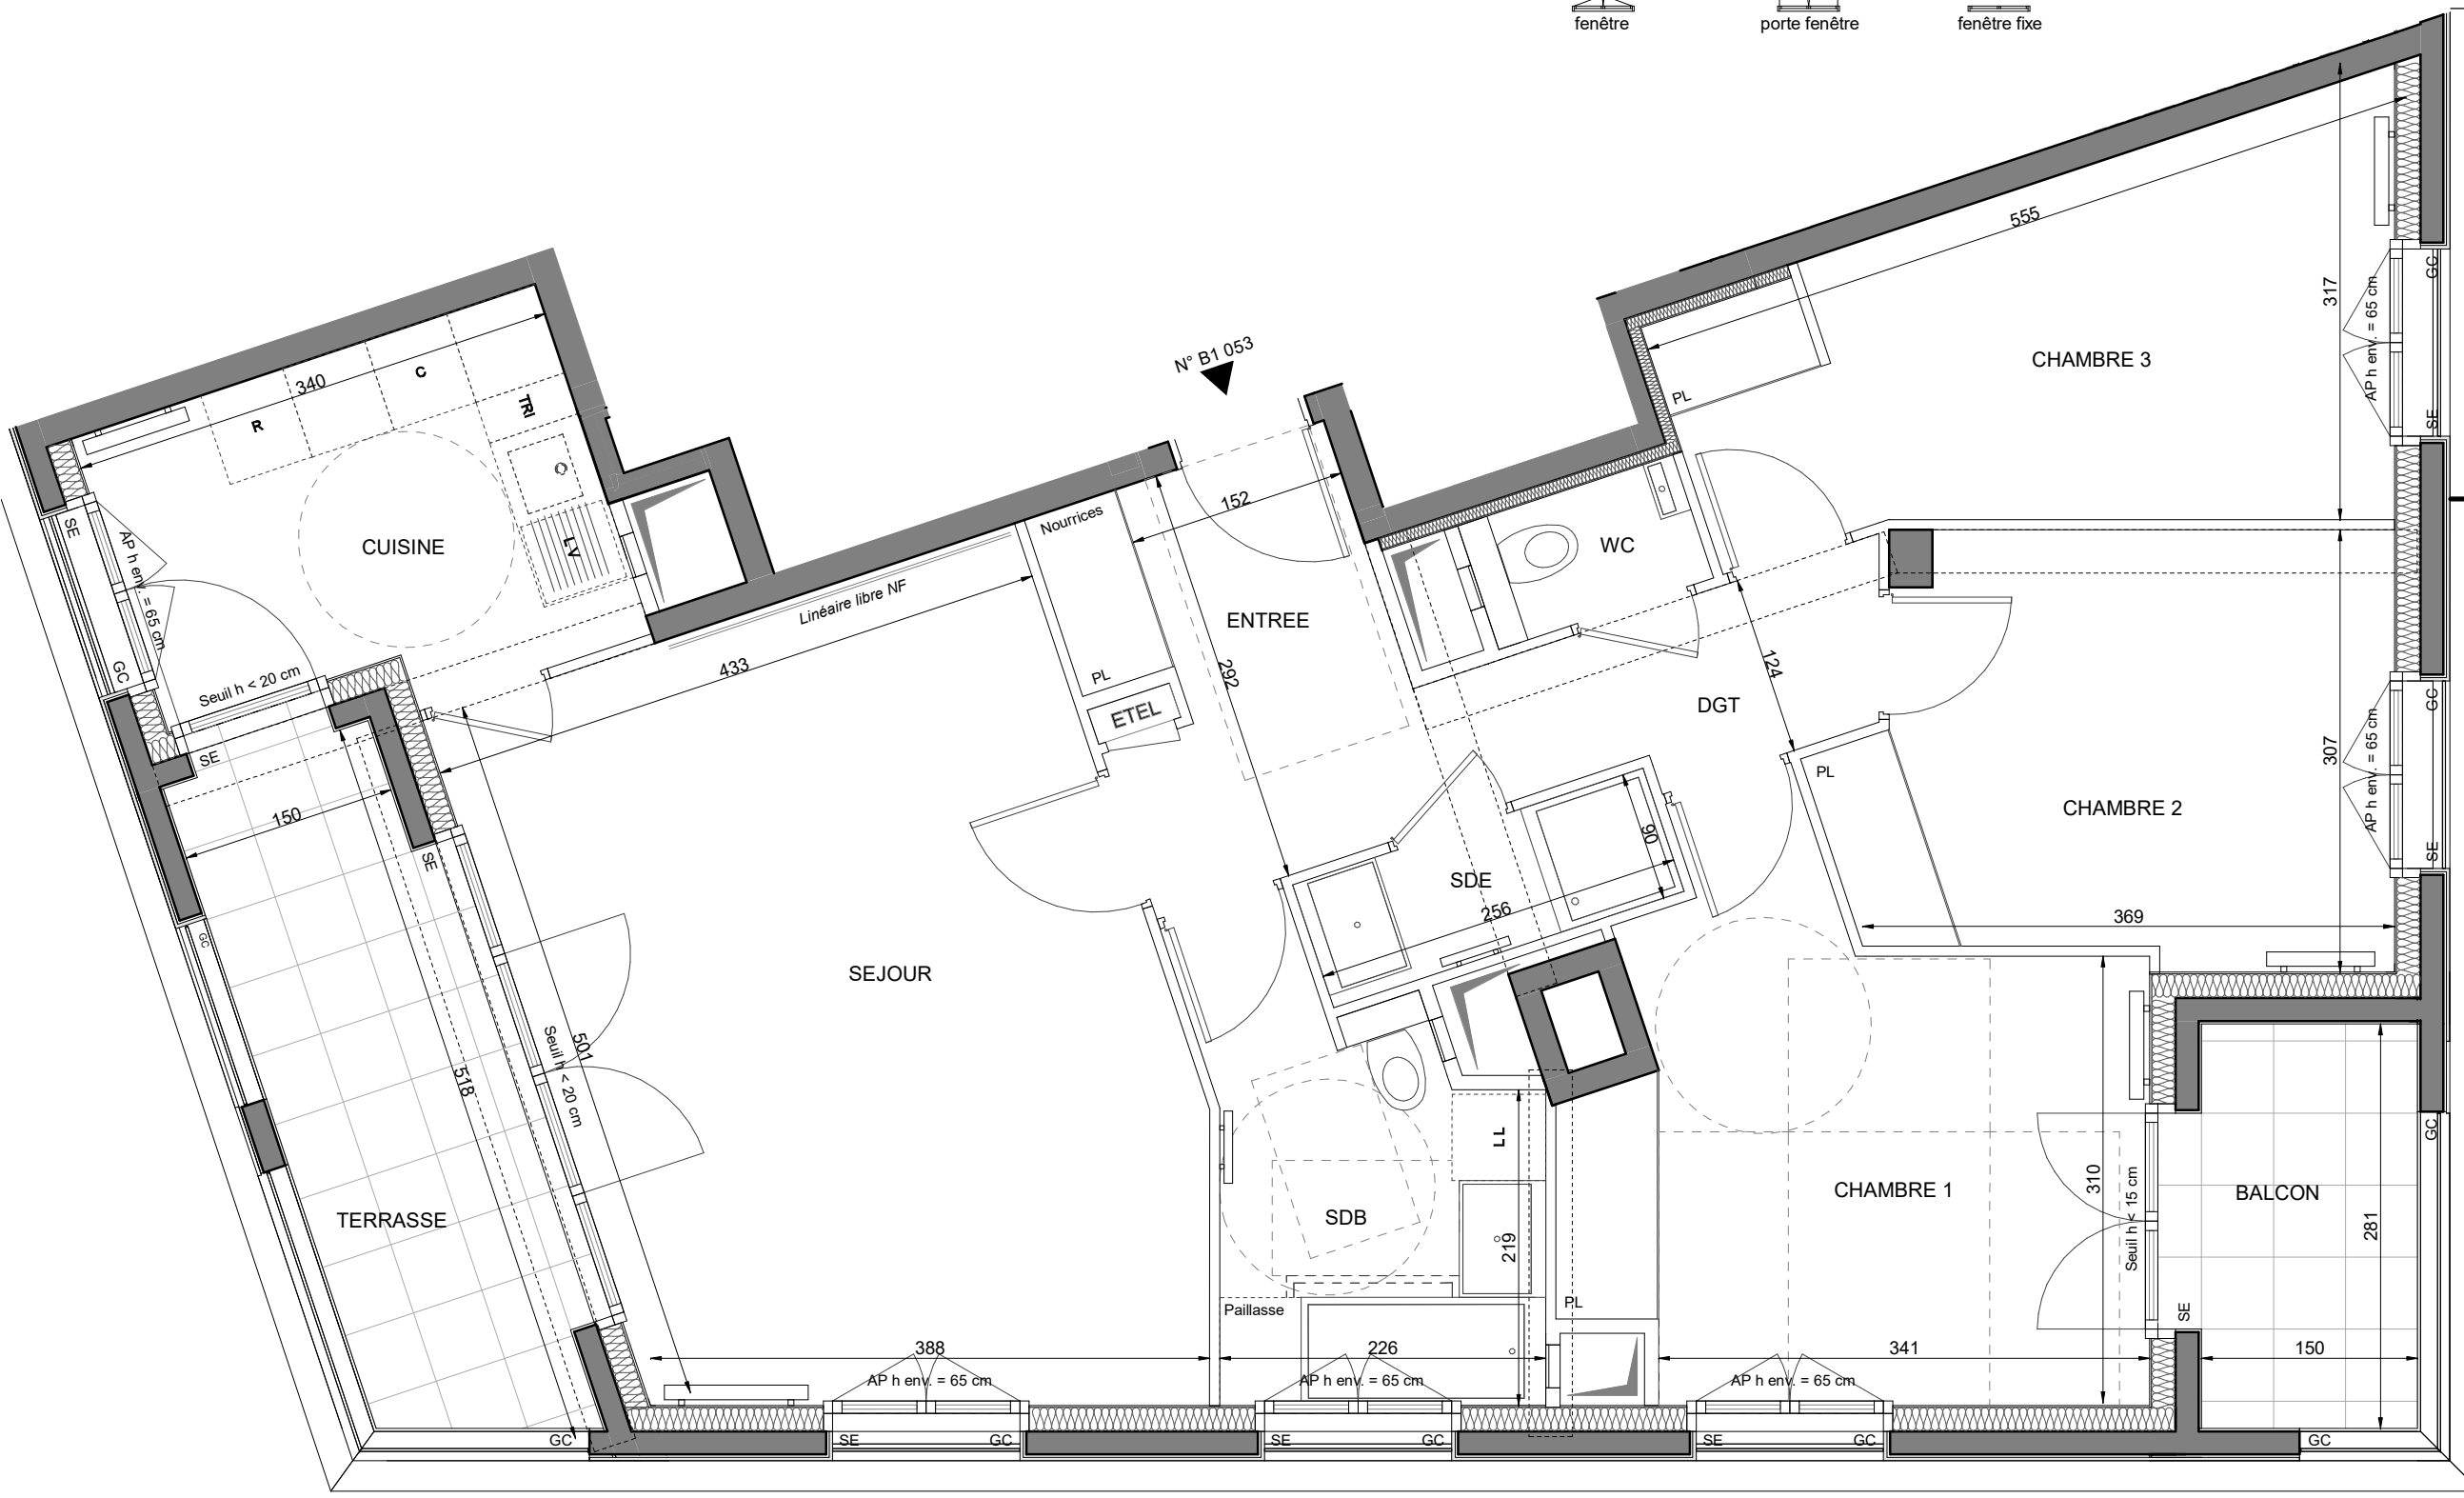 fenêtre
porte fenêtre
fenêtre fixe
555
317
GC
AP h env. = 65 cm
SE
CHAMBRE 3
PL
N° B1 053
340
R
C
TRI
LV
CUISINE
SE
AP h env. = 65 cm
GC
Seuil h < 20 cm
SE
Linéaire libre NF
433
Nourrices
PL
ETEL
152
ENTREE
292
WC
124
DGT
307
GC
AP h env. = 65 cm
SE
CHAMBRE 2
PL
369
150
SE
GC
90
SDE
256
SEJOUR
501
Seuil h < 20 cm
518
TERRASSE
LL
SDB
219
Paillasse
PL
CHAMBRE 1
310
Seuil h < 15 cm
SE
BALCON
281
GC
388
226
341
150
AP h env. = 65 cm
AP h env. = 65 cm
AP h env. = 65 cm
GC
SE
GC
SE
GC
SE
GC
GC